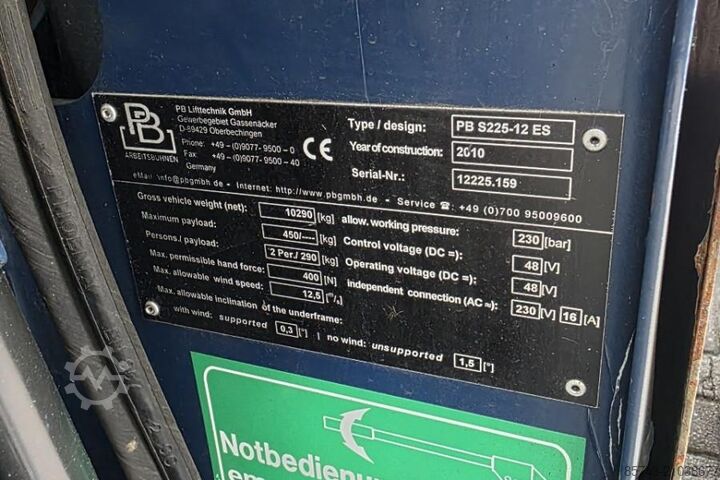 PB
ARBEITSBÜHNEN
PB Lifttechnik GmbH
Gewerbegebiet Gassenäcker
D-89429 Oberbechingen
Phone: +49 – (0)9077- 9500 – 0
Fax +49 – (0)9077- 9500 – 40
Germany
CE
Type / design: PB S225-12 ES
Year of construction: 2010
Serial-Nr.: 12225.159
eMail: info@pbgmbh.de - Internet: http://www.pbgmbh.de - Service ☎: +49 (0)700 95009600
Gross vehicle weight (net): 10290 [kg] allow. working pressure: 230 [bar]
Maximum payload: 450/---- [kg] Control voltage (DC =): 48 [V]
Persons./ payload: 2 Per./ 290 [kg] Operating voltage (DC =): 48 [V]
Max. permissible hand force: 400 [N] independent connection (AC ≈): 230 [V] 16 [A]
Max. allowable wind speed: 12,5 [m/s]
Max. allowable inclination of the underframe:
with wind: supported 0,3 [°] | no wind: unsupported 1,5 [°]
Notbedienung